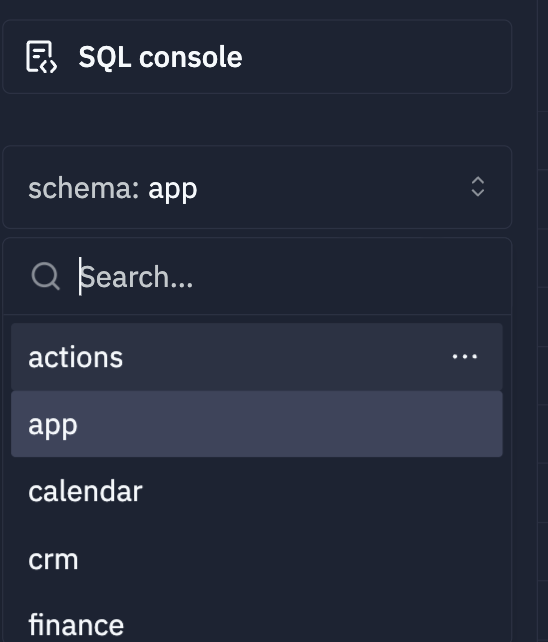 SQL console
schema: app
Search...
actions
app
calendar
crm
finance